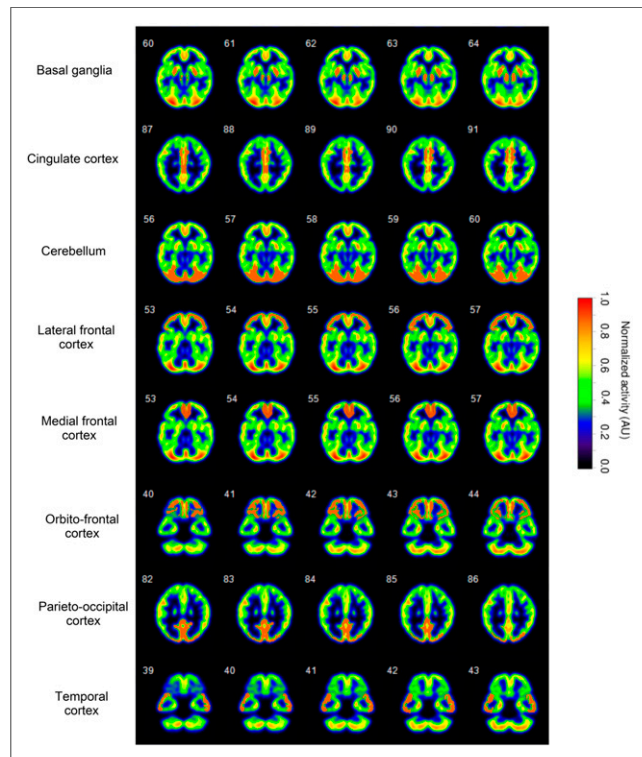 Basal ganglia
60 61 62 63 64
Cingulate cortex
87 88 89 90 91
Cerebellum
56 57 58 59 60
Lateral frontal
cortex
53 54 55 56 57
Medial frontal
cortex
53 54 55 56 57
Orbito-frontal
cortex
40 41 42 43 44
Parieto-occipital
cortex
82 83 84 85 86
Temporal
cortex
39 40 41 42 43
Normalized activity (AU)
1.0
0.8
0.6
0.4
0.2
0.0